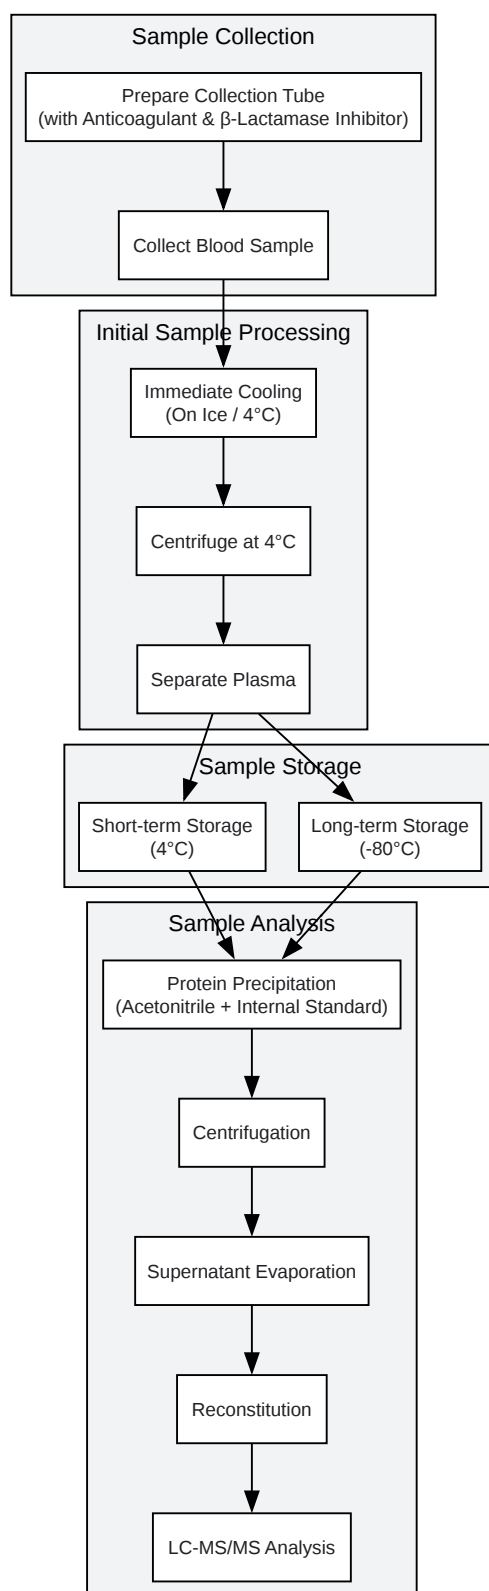 Sample Collection
Prepare Collection Tube
(with Anticoagulant & β-Lactamase Inhibitor)
Collect Blood Sample
Initial Sample Processing
Immediate Cooling
(On Ice / 4°C)
Centrifuge at 4°C
Separate Plasma
Sample Storage
Short-term Storage
(4°C)
Long-term Storage
(-80°C)
Sample Analysis
Protein Precipitation
(Acetonitrile + Internal Standard)
Centrifugation
Supernatant Evaporation
Reconstitution
LC-MS/MS Analysis